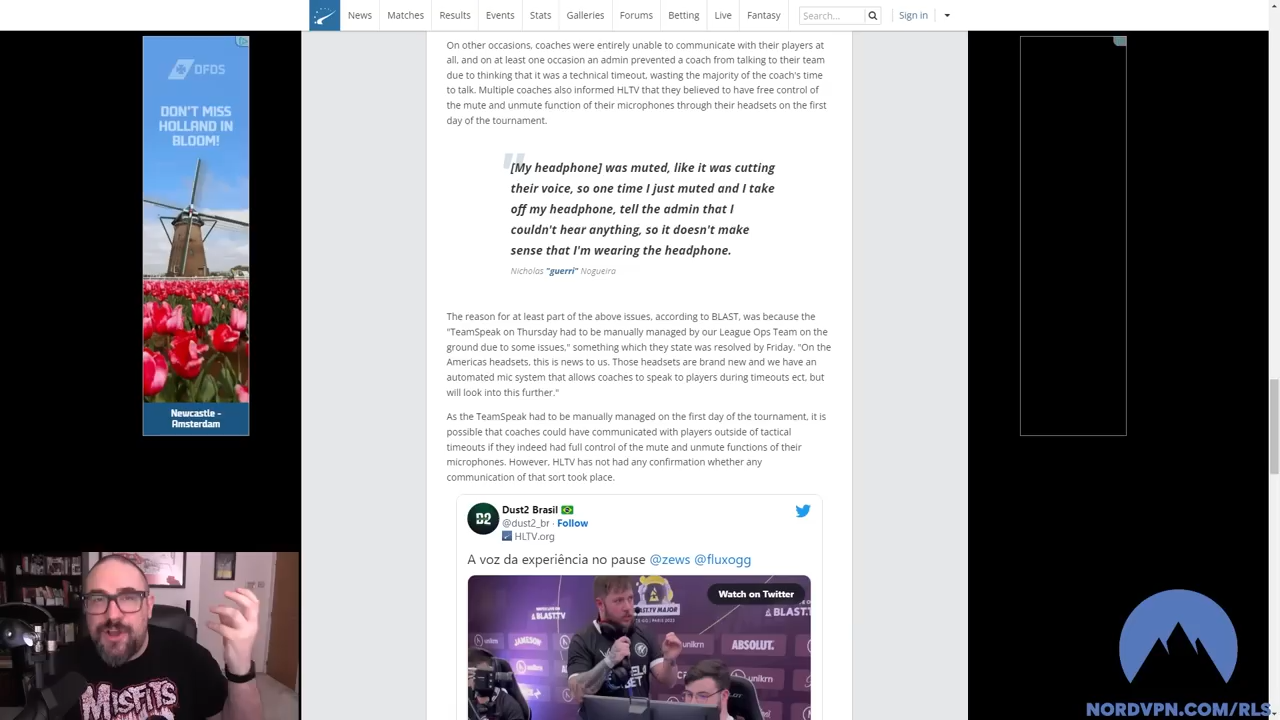 News Matches Results Events Stats Galleries Forums Betting Live Fantasy Search... Sign in
DFDS
DON'T MISS
HOLLAND IN
BLOOM!
Newcastle -
Amsterdam
On other occasions, coaches were entirely unable to communicate with their players at
all, and on at least one occasion an admin prevented a coach from talking to their team
due to thinking that it was a technical timeout, wasting the majority of the coach's time
to talk. Multiple coaches also informed HLTV that they believed to have free control of
the mute and unmute function of their microphones through their headsets on the first
day of the tournament.
[My headphone] was muted, like it was cutting
their voice, so one time I just muted and I take
off my headphone, tell the admin that I
couldn't hear anything, so it doesn't make
sense that I'm wearing the headphone.
Nicholas "guerri" Nogueira
The reason for at least part of the above issues, according to BLAST, was because the
"TeamSpeak on Thursday had to be manually managed by our League Ops Team on the
ground due to some issues," something which they state was resolved by Friday. "On the
Americas headsets, this is news to us. Those headsets are brand new and we have an
automated mic system that allows coaches to speak to players during timeouts ect, but
will look into this further."
As the TeamSpeak had to be manually managed on the first day of the tournament, it is
possible that coaches could have communicated with players outside of tactical
timeouts if they indeed had full control of the mute and unmute functions of their
microphones. However, HLTV has not had any confirmation whether any
communication of that sort took place.
D2
Dust2 Brasil
@dust2_br · Follow
HLTV.org
A voz da experiência no pause @zews @fluxogg
Watch on Twitter
BLAST.TV
BLAST.TV MAJOR
PARIS 2023
BLAST.
unikrn
JAMESON
ABSOLUT.
unikrn
MISFITS
NORDVPN.COM/RLS